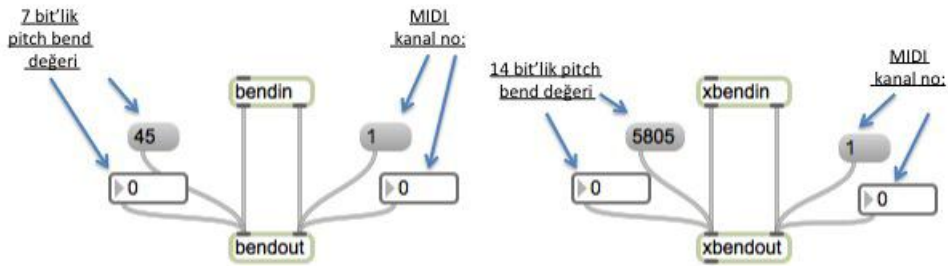 7 bit'lik
pitch bend
değeri
MIDI
kanal no:
bendin
45
1
0
0
bendout
14 bit'lik pitch
bend değeri
MIDI
kanal no:
xbendin
5805
1
0
0
xbendout